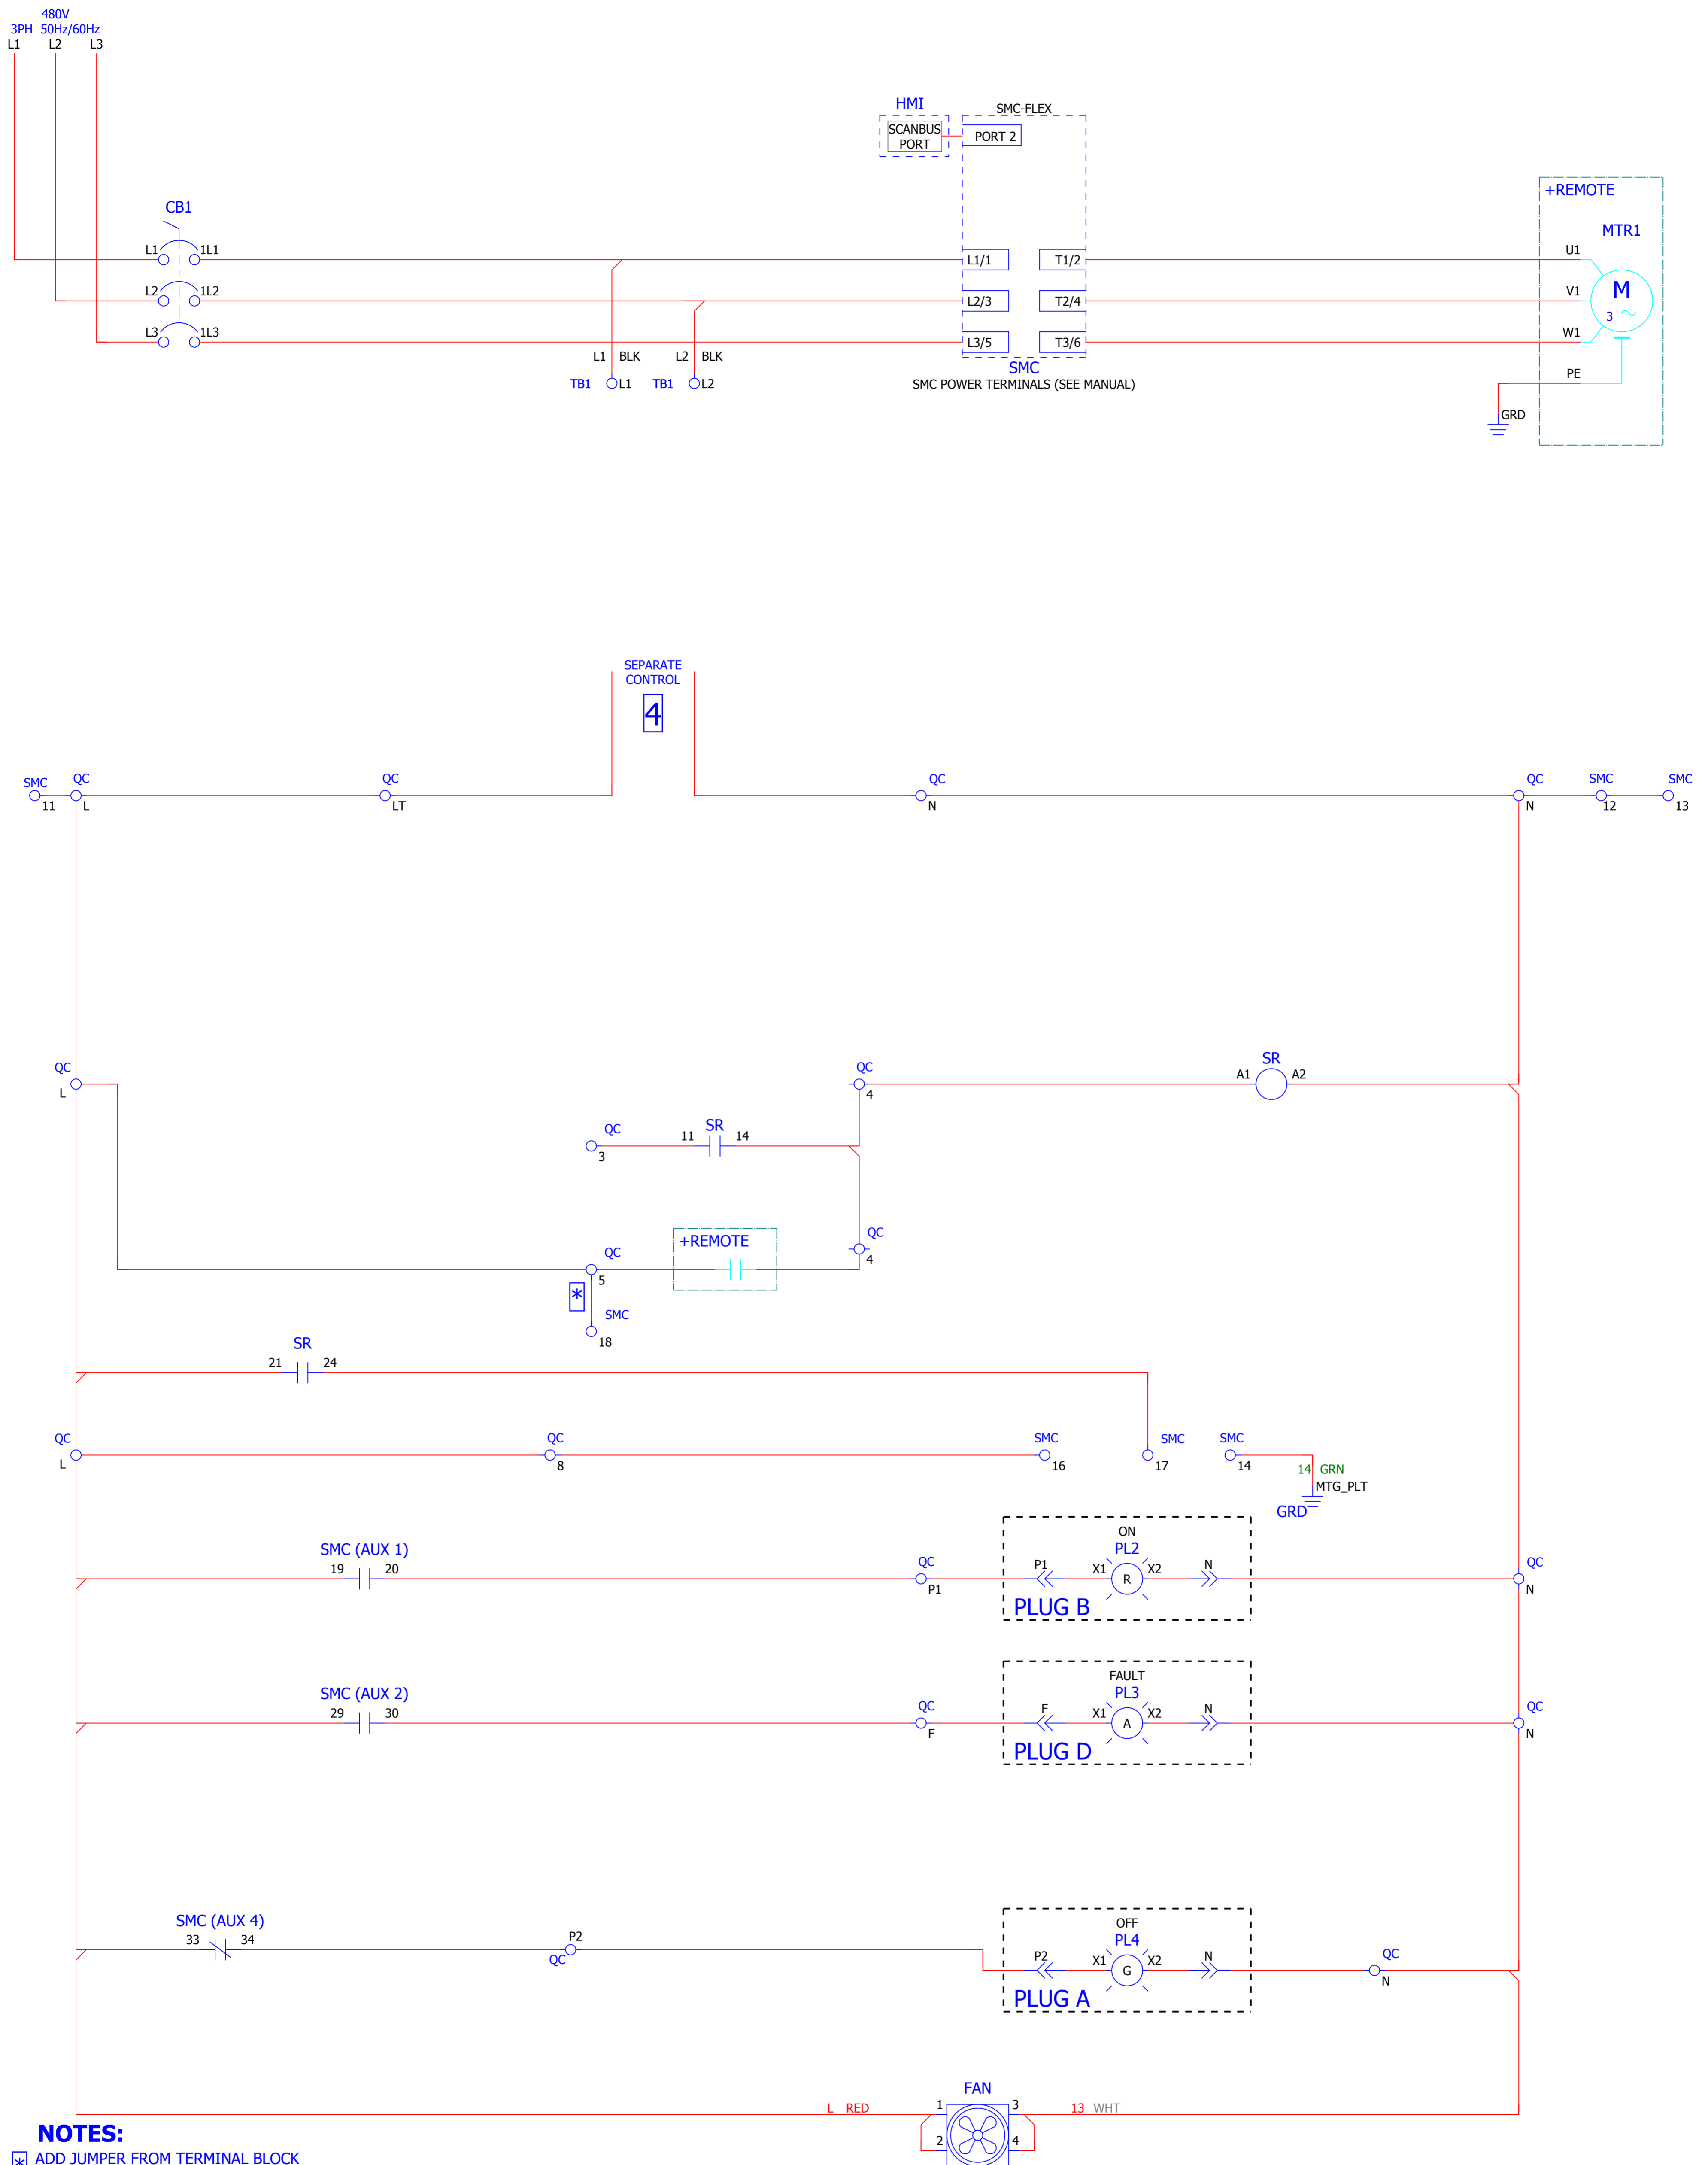 480V
3PH 50Hz/60Hz
L1 L2 L3
HMI
SMC-FLEX
SCANBUS
PORT
PORT 2
+REMOTE
CB1
MTR1
L1 1L1
L1/1 T1/2
U1
L2 1L2
L2/3 T2/4
V1
M
3
L3 1L3
L3/5 T3/6
W1
L1 BLK L2 BLK
SMC
PE
TB1 L1 TB1 L2
SMC POWER TERMINALS (SEE MANUAL)
GRD
SEPARATE
CONTROL
4
SMC QC QC QC QC SMC SMC
11 L LT N N 12 13
QC QC SR
L 4 A1 A2
QC SR
3 11 14
QC
4
+REMOTE
QC
5
*
SMC
18
SR
21 24
QC QC SMC SMC SMC
L 8 16 17 14
14 GRN
MTG_PLT
GRD
ON
SMC (AUX 1)
PL2
19 20
QC
P1
P1 X1 R X2 N
QC
N
PLUG B
FAULT
SMC (AUX 2)
PL3
29 30
QC
F
F X1 A X2 N
QC
N
PLUG D
SMC (AUX 4)
OFF
33 34
P2
QC
PL4
P2 X1 G X2 N
QC
N
PLUG A
FAN
L RED 1 3 13 WHT
2 4
NOTES:
* ADD JUMPER FROM TERMINAL BLOCK